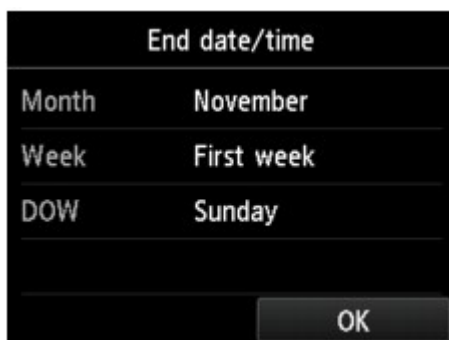 End date/time
Month November
Week First week
DOW Sunday
OK